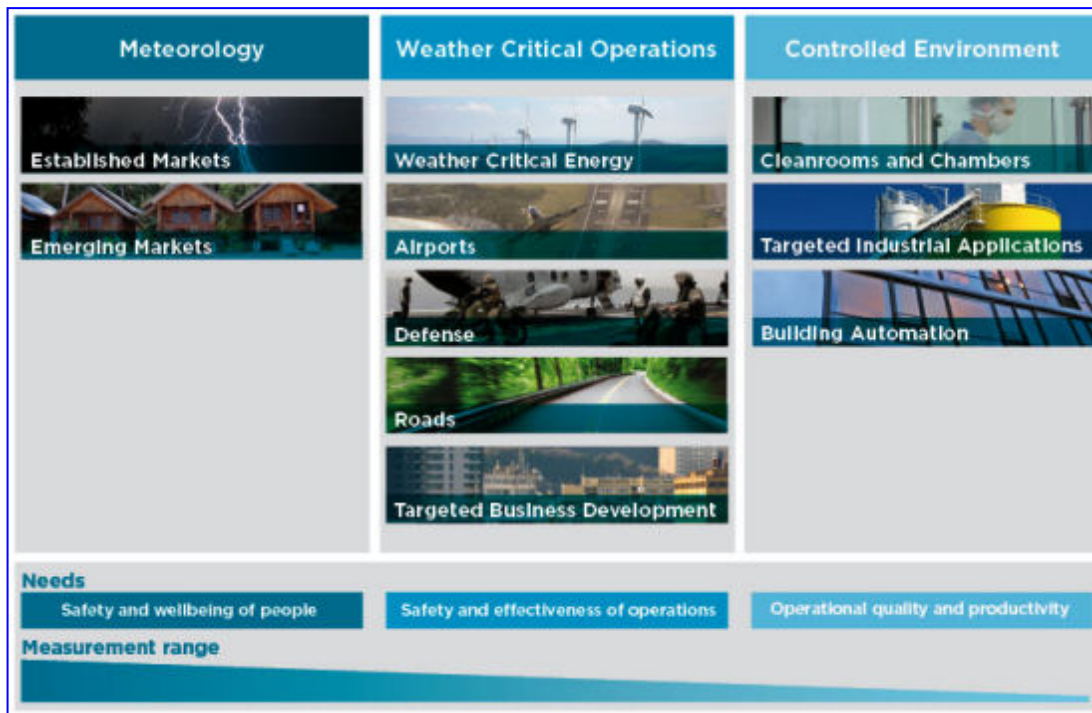 Meteorology
Weather Critical Operations
Controlled Environment
Established Markets
Emerging Markets
Weather Critical Energy
Airports
Defense
Roads
Targeted Business Development
Cleanrooms and Chambers
Targeted Industrial Applications
Building Automation
Needs
Safety and wellbeing of people
Safety and effectiveness of operations
Operational quality and productivity
Measurement range